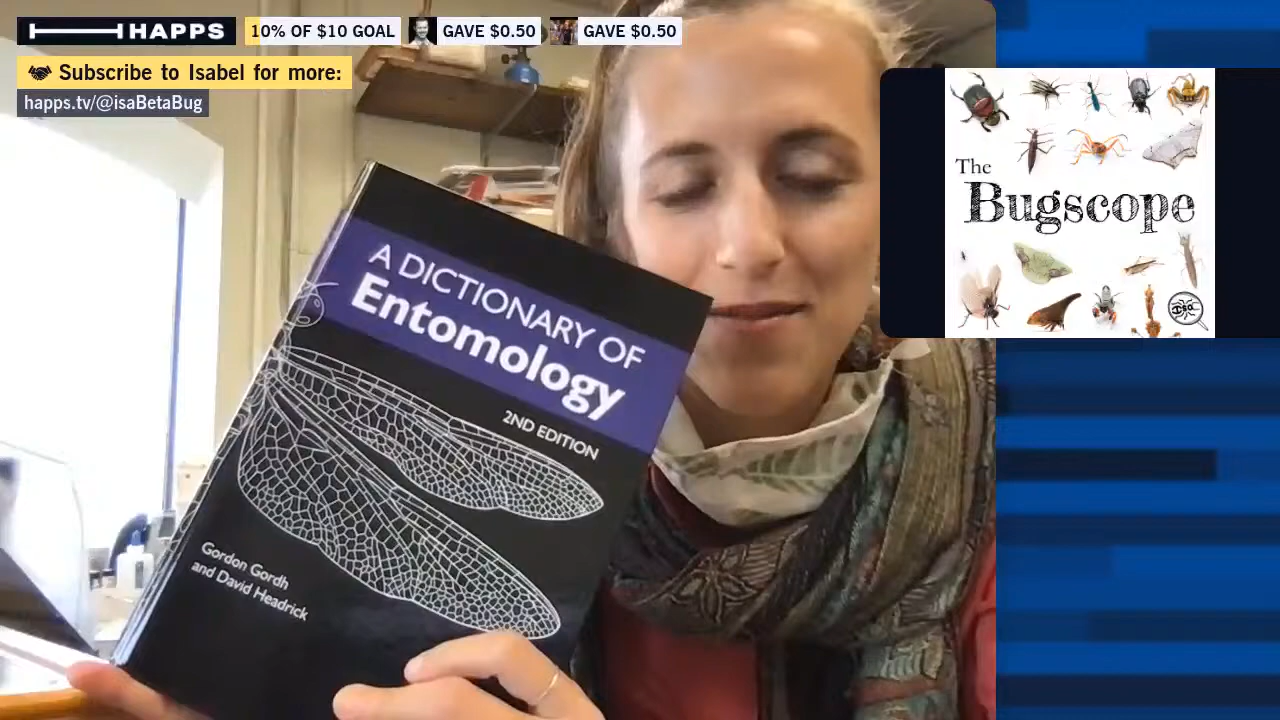 HAPPS
10% OF $10 GOAL
GAVE $0.50
GAVE $0.50
Subscribe to Isabel for more:
happs.tv/@isaBetaBug
The
Bugscope
A DICTIONARY OF
Entomology
2ND EDITION
Gordon Gordh
and David Headrick